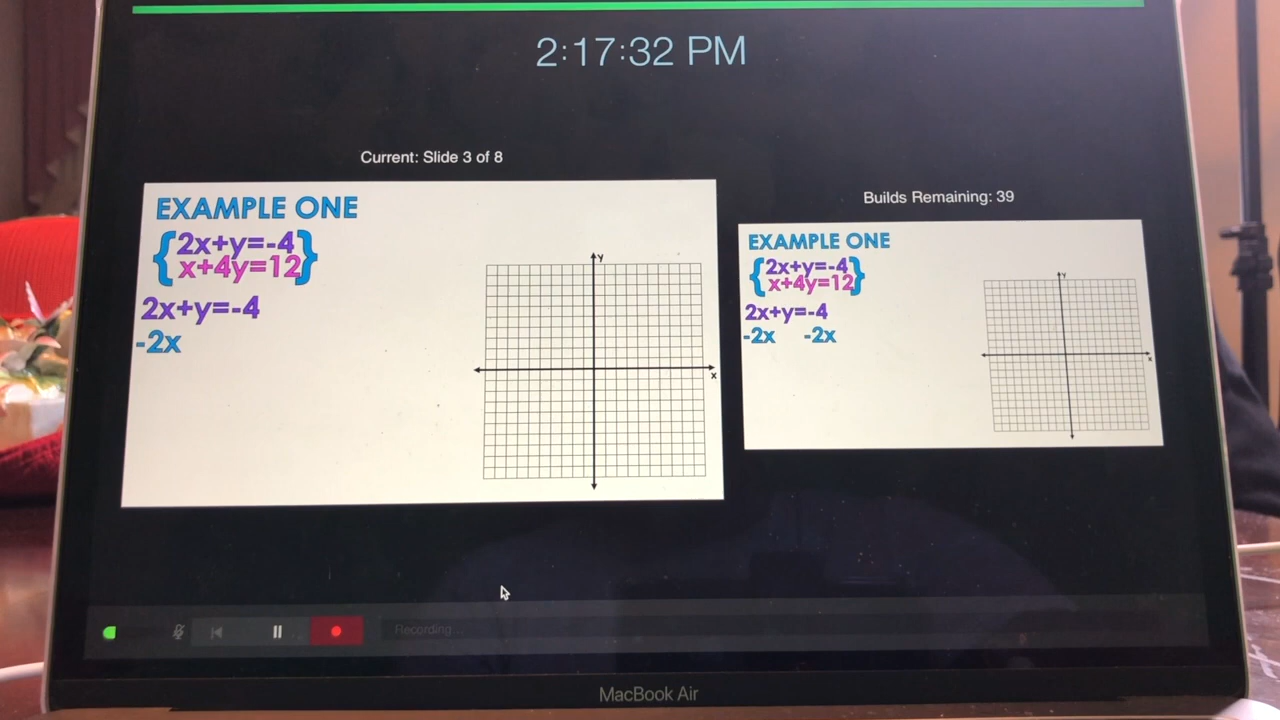 2:17:32 PM
Current: Slide 3 of 8
EXAMPLE ONE
{2x+y=-4
x+4y=12}
2x+y=-4
-2x
y
x
Builds Remaining: 39
EXAMPLE ONE
{2x+y=-4
x+4y=12}
2x+y=-4
-2x -2x
y
x
Recording...
MacBook Air